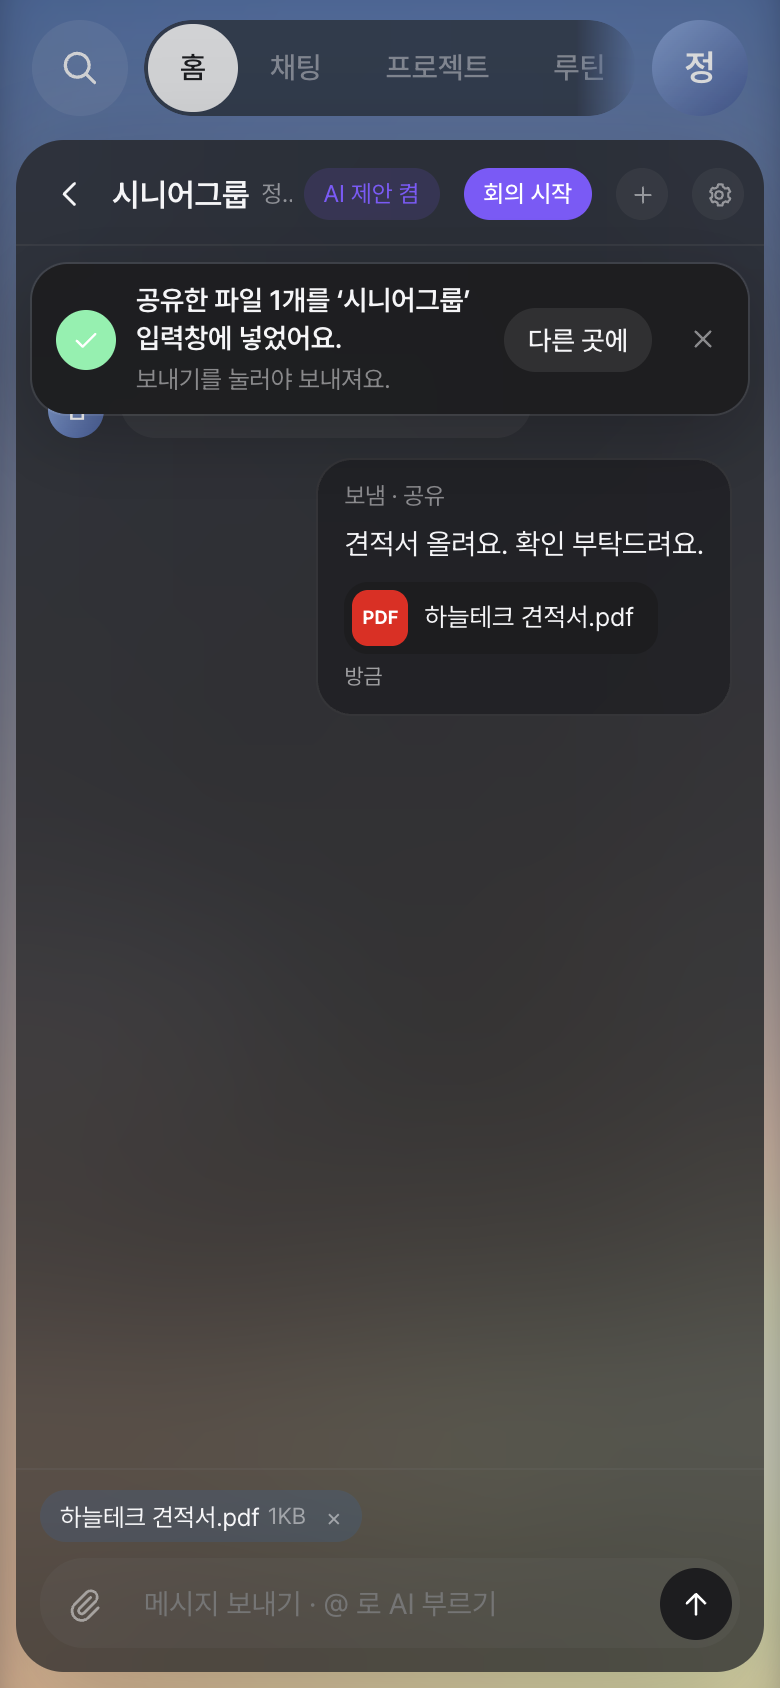 홈
채팅
프로젝트
루틴
정
시니어그룹
정..
AI 제안 켬
회의 시작
공유한 파일 1개를 ‘시니어그룹’
입력창에 넣었어요.
보내기를 눌러야 보내져요.
다른 곳에
보냄 · 공유
견적서 올려요. 확인 부탁드려요.
PDF
하늘테크 견적서.pdf
방금
하늘테크 견적서.pdf 1KB
메시지 보내기 · @ 로 AI 부르기